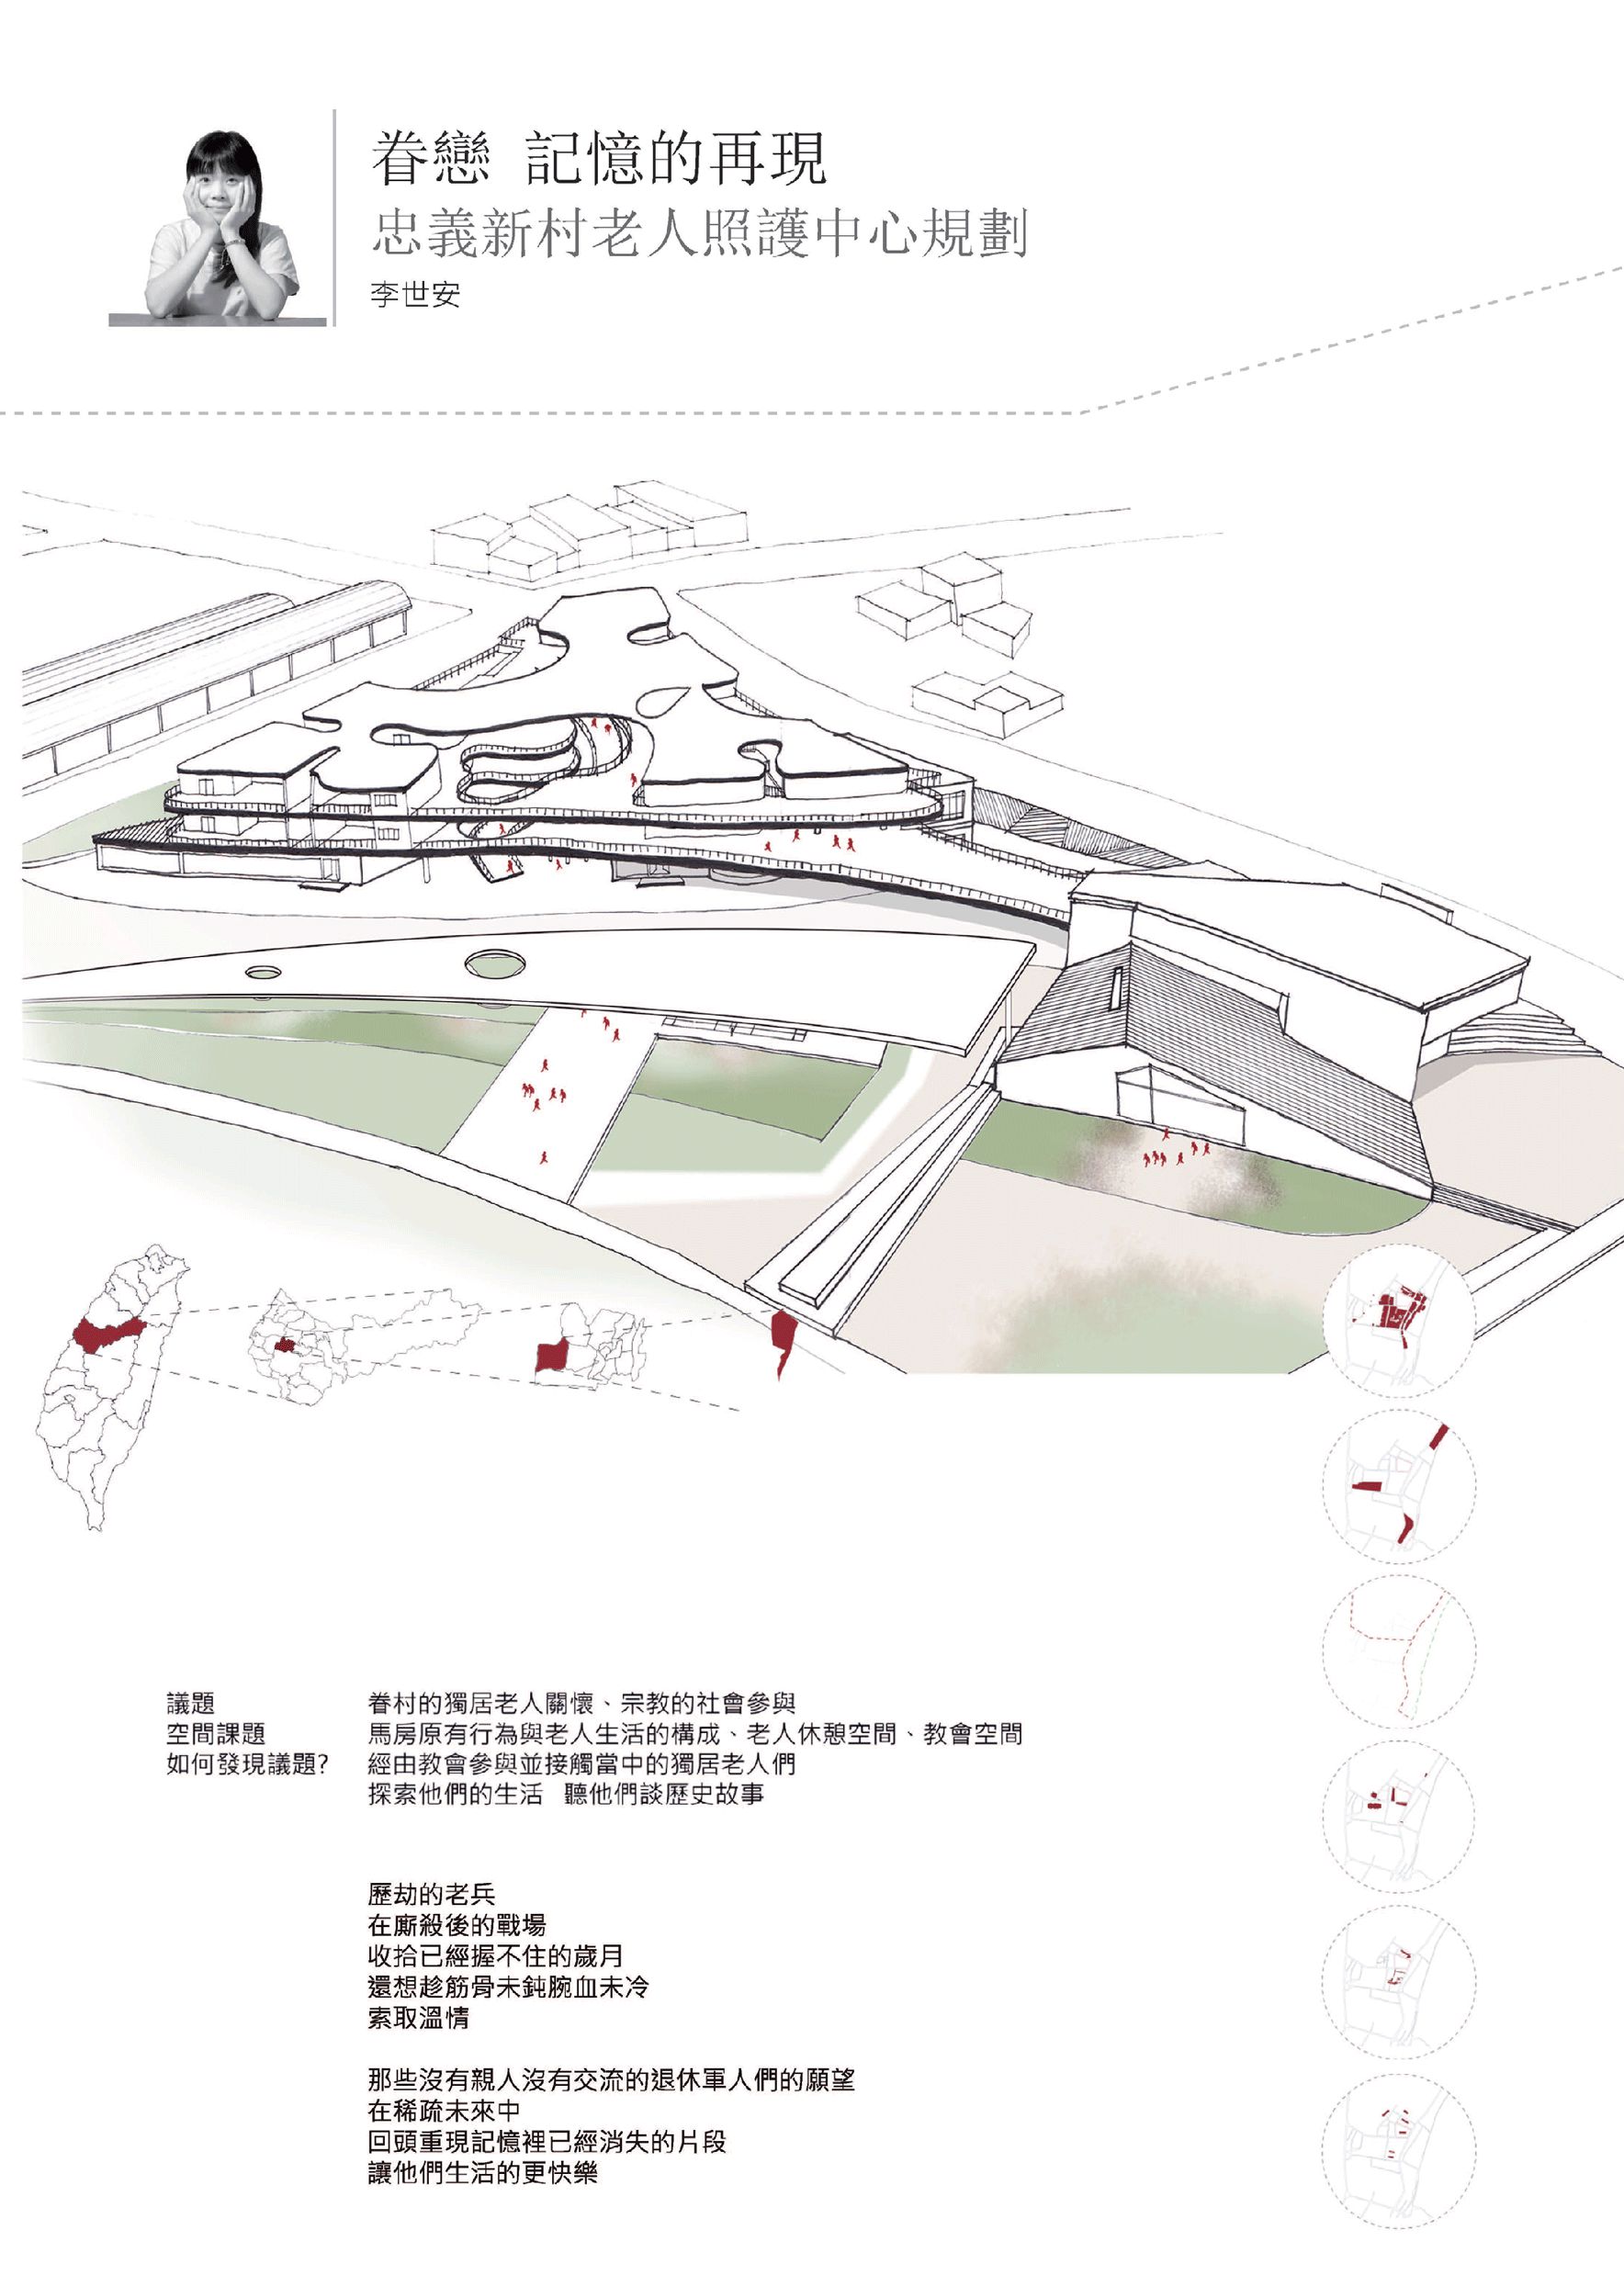 眷戀 記憶的再現
忠義新村老人照護中心規劃
李世安
議題 眷村的獨居老人關懷、宗教的社會參與
空間課題 馬房原有行為與老人生活的構成、老人休憩空間、教會空間
如何發現議題? 經由教會參與並接觸當中的獨居老人們
探索他們的生活 聽他們談歷史故事
歷劫的老兵
在廝殺後的戰場
收拾已經握不住的歲月
還想趁筋骨未鈍腕血未冷
索取溫情
那些沒有親人沒有交流的退休軍人們的願望
在稀疏未來中
回頭重現記憶裡已經消失的片段
讓他們生活的更快樂